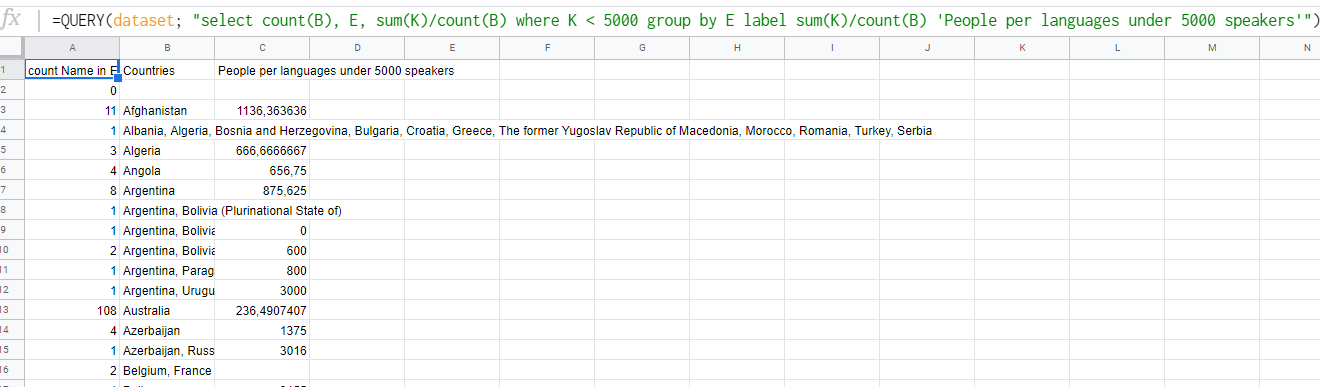 fx =QUERY(dataset; "select count(B), E, sum(K)/count(B) where K < 5000 group by E label sum(K)/count(B) 'People per languages under 5000 speakers'")
A B C D E F G H I J K L M N
1 count Name in E Countries People per languages under 5000 speakers
2 0
3 11 Afghanistan 1136,363636
4 1 Albania, Algeria, Bosnia and Herzegovina, Bulgaria, Croatia, Greece, The former Yugoslav Republic of Macedonia, Morocco, Romania, Turkey, Serbia
5 3 Algeria 666,6666667
6 4 Angola 656,75
7 8 Argentina 875,625
8 1 Argentina, Bolivia (Plurinational State of)
9 1 Argentina, Bolivia 0
10 2 Argentina, Bolivia 600
11 1 Argentina, Parag 800
12 1 Argentina, Urugu 3000
13 108 Australia 236,4907407
14 4 Azerbaijan 1375
15 1 Azerbaijan, Russ 3016
16 2 Belgium, France